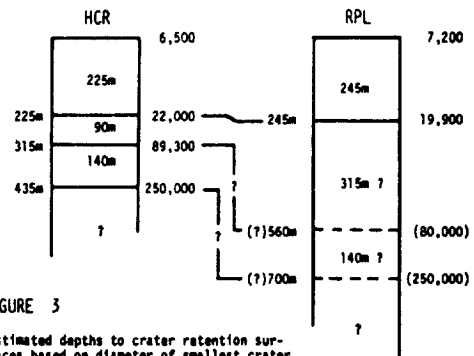 HCR RPL
6,500 7,200
225m 245m
225m 22,000 245m 19,900
90m
315m 89,300
140m 315m ?
435m 250,000
?
?
? (?)560m (80,000)
140m ?
(?)700m (250,000)
?
GURE 3
stimated depths to crater retention sur-
ces based on diameter of smallest crater